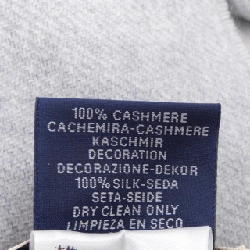 100% CASHMERE
CACHEMIRA-CASHMERE
KASCHMIR
DECORATION
DECORAZIONE-DEKOR
100% SILK-SEDA
SETA-SEIDE
DRY CLEAN ONLY
LIMPIEZA EN SECO